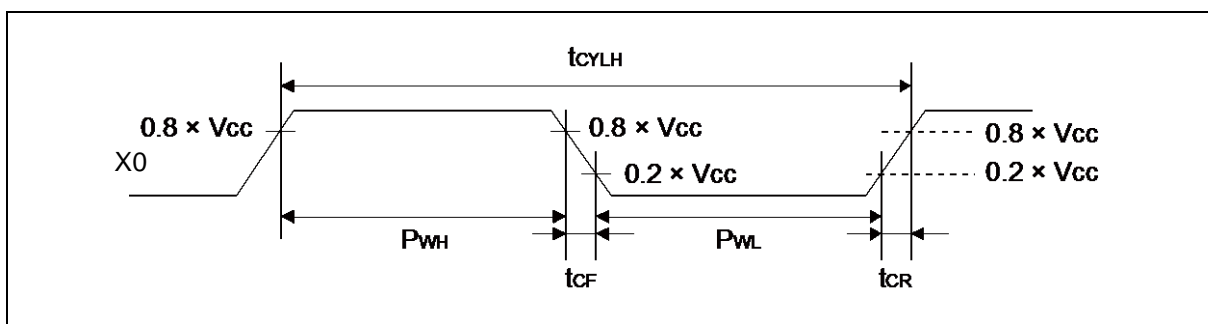 tCYLH
0.8 × VCC
0.8 × VCC
0.8 × VCC
X0
0.2 × VCC
0.2 × VCC
PWH
PWL
tCF
tCR